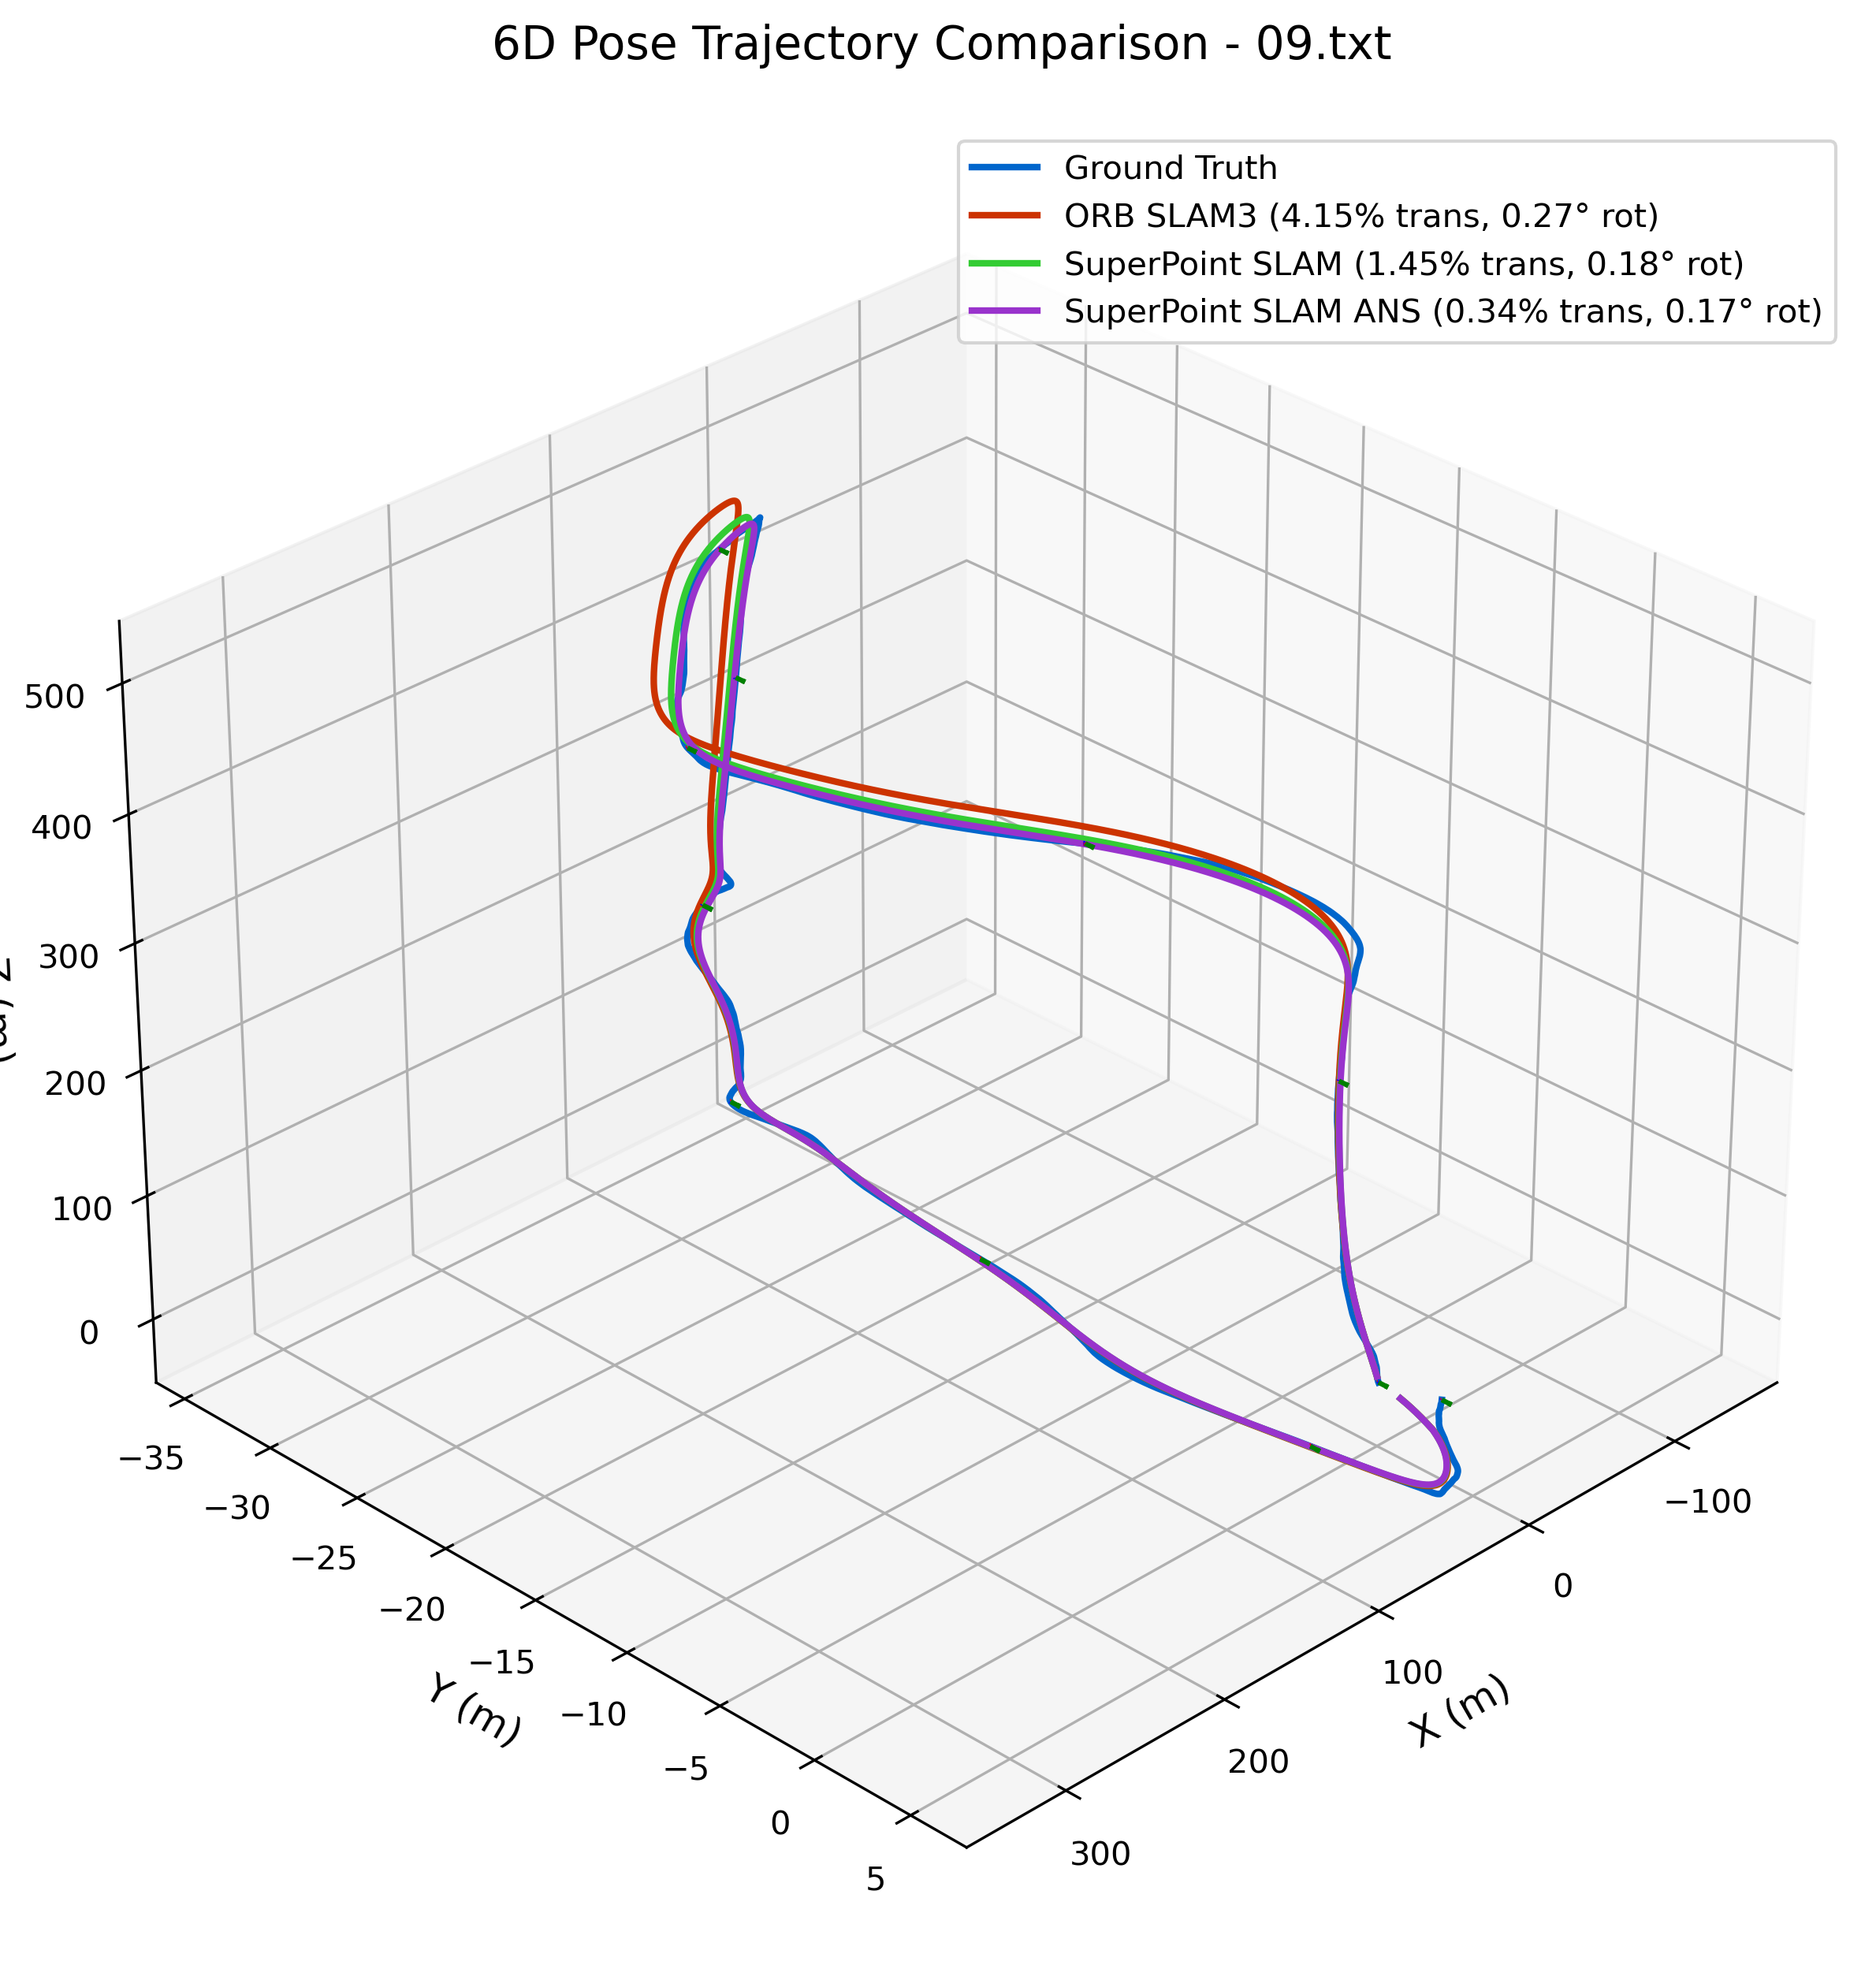 6D Pose Trajectory Comparison - 09.txt
Ground Truth
ORB SLAM3 (4.15% trans, 0.27° rot)
SuperPoint SLAM (1.45% trans, 0.18° rot)
SuperPoint SLAM ANS (0.34% trans, 0.17° rot)
500
400
300
200
100
0
−35
−30
−25
−20
−15
−10
−5
0
5
Y (m)
−100
0
100
200
300
X (m)